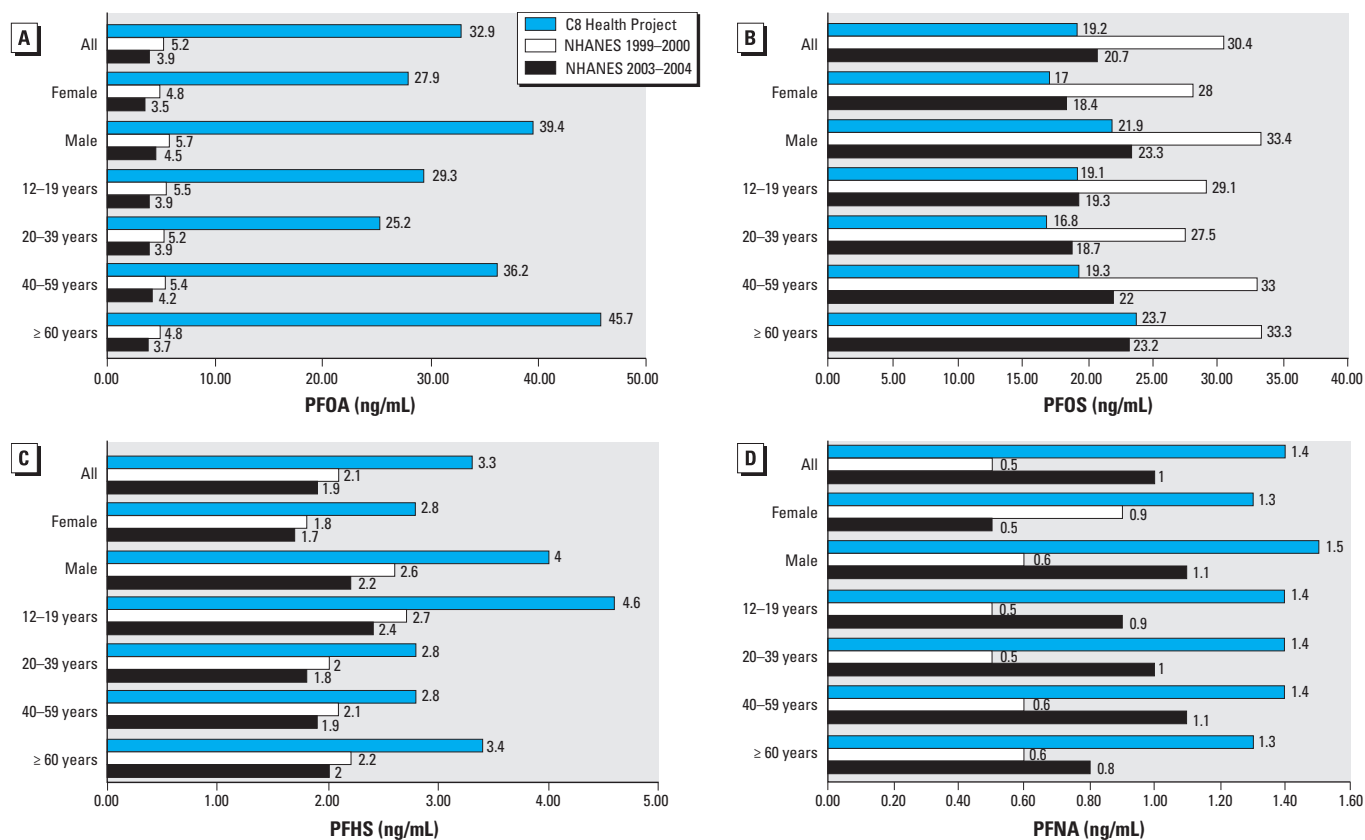 A
C8 Health Project
NHANES 1999–2000
NHANES 2003–2004
All
32.9
5.2
3.9
Female
27.9
4.8
3.5
Male
39.4
5.7
4.5
12–19 years
29.3
5.5
3.9
20–39 years
25.2
5.2
3.9
40–59 years
36.2
5.4
4.2
≥ 60 years
45.7
4.8
3.7
0.00 10.00 20.00 30.00 40.00 50.00
PFOA (ng/mL)
B
All
19.2
30.4
20.7
Female
17
28
18.4
Male
21.9
33.4
23.3
12–19 years
19.1
29.1
19.3
20–39 years
16.8
27.5
18.7
40–59 years
19.3
33
22
≥ 60 years
23.7
33.3
23.2
0.00 5.00 10.00 15.00 20.00 25.00 30.00 35.00 40.00
PFOS (ng/mL)
C
All
3.3
2.1
1.9
Female
2.8
1.8
1.7
Male
4
2.6
2.2
12–19 years
4.6
2.7
2.4
20–39 years
2.8
2
1.8
40–59 years
2.8
2.1
1.9
≥ 60 years
3.4
2.2
2
0.00 1.00 2.00 3.00 4.00 5.00
PFHS (ng/mL)
D
All
1.4
0.5
1
Female
1.3
0.9
0.5
Male
1.5
0.6
1.1
12–19 years
1.4
0.5
0.9
20–39 years
1.4
0.5
1
40–59 years
1.4
0.6
1.1
≥ 60 years
1.3
0.6
0.8
0.00 0.20 0.40 0.60 0.80 1.00 1.20 1.40 1.60
PFNA (ng/mL)